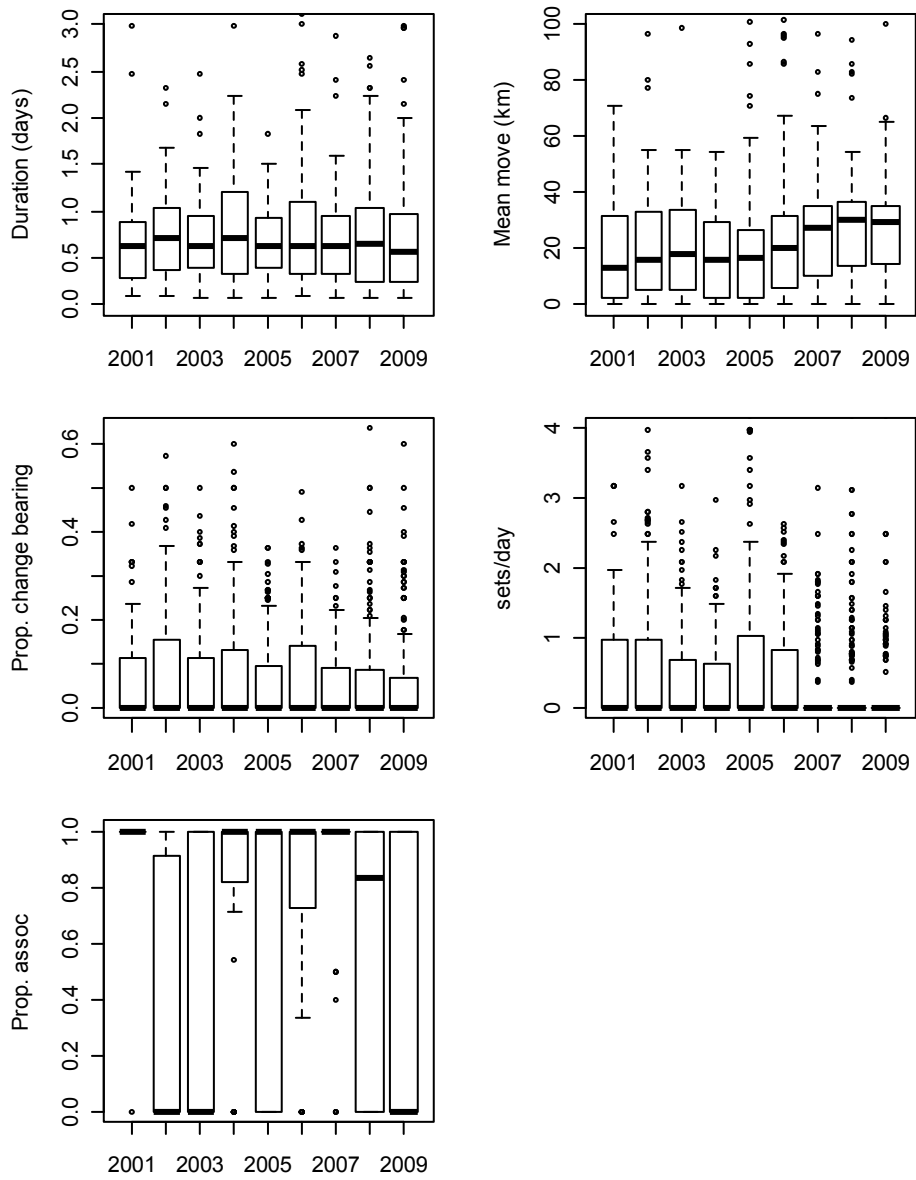 Duration (days)
0.0 0.5 1.0 1.5 2.0 2.5 3.0
2001 2003 2005 2007 2009
Mean move (km)
0 20 40 60 80 100
2001 2003 2005 2007 2009
Prop. change bearing
0.0 0.2 0.4 0.6
2001 2003 2005 2007 2009
sets/day
0 1 2 3 4
2001 2003 2005 2007 2009
Prop. assoc
0.0 0.2 0.4 0.6 0.8 1.0
2001 2003 2005 2007 2009